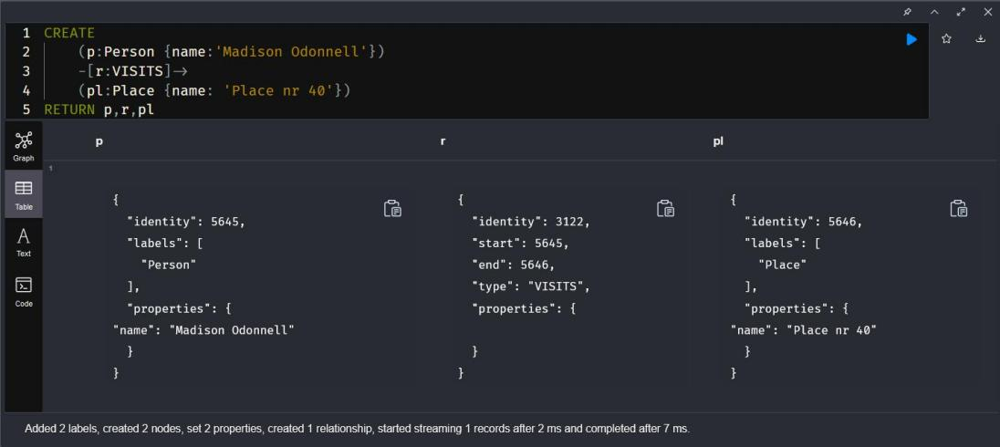 1 CREATE
2 (p:Person {name:'Madison Odonnell'})
3 -[r:VISITS]->
4 (pl:Place {name: 'Place nr 40'})
5 RETURN p,r,pl
Graph
Table
Text
Code
p r pl
1
{ { {
"identity": 5645, "identity": 3122, "identity": 5646,
"labels": [ "start": 5645, "labels": [
"Person" "end": 5646, "Place"
], "type": "VISITS", ],
"properties": { "properties": { "properties": {
"name": "Madison Odonnell" "name": "Place nr 40"
} } }
} } }
Added 2 labels, created 2 nodes, set 2 properties, created 1 relationship, started streaming 1 records after 2 ms and completed after 7 ms.